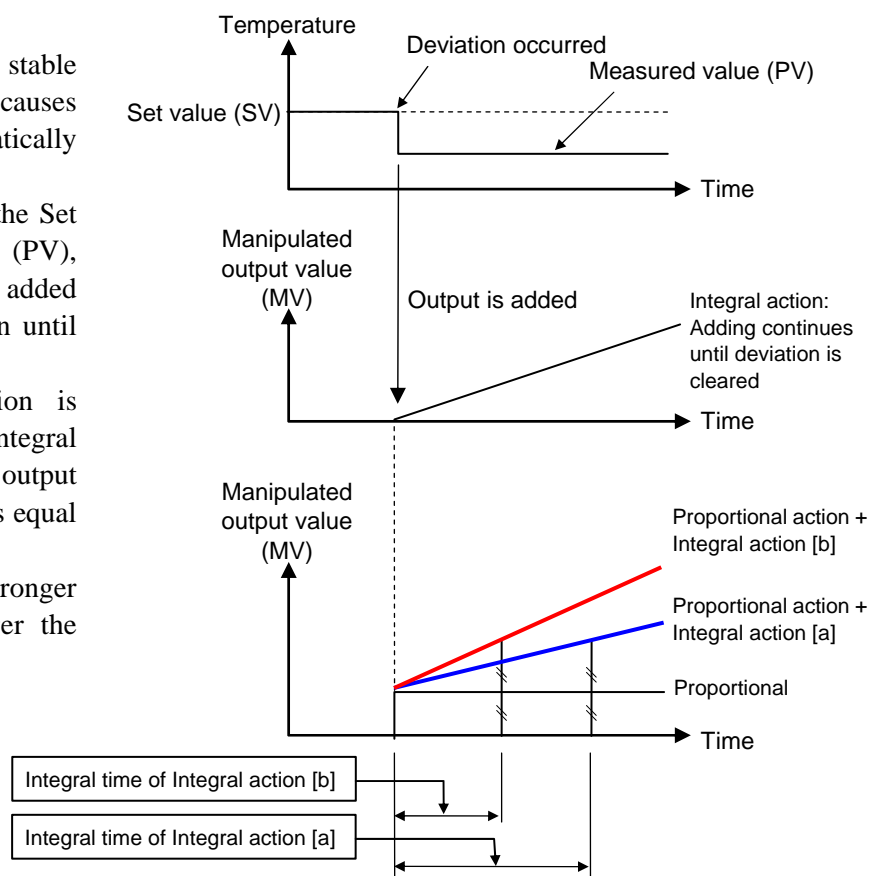 stable
causes
atically
the Set
(PV),
added
n until
ion is
ntegral
output
s equal
ronger
er the
Temperature
Deviation occurred
Measured value (PV)
Set value (SV)
Time
Manipulated
output value
(MV)
Output is added
Integral action:
Adding continues
until deviation is
cleared
Time
Manipulated
output value
(MV)
Proportional action +
Integral action [b]
Proportional action +
Integral action [a]
Proportional
Time
Integral time of Integral action [b]
Integral time of Integral action [a]